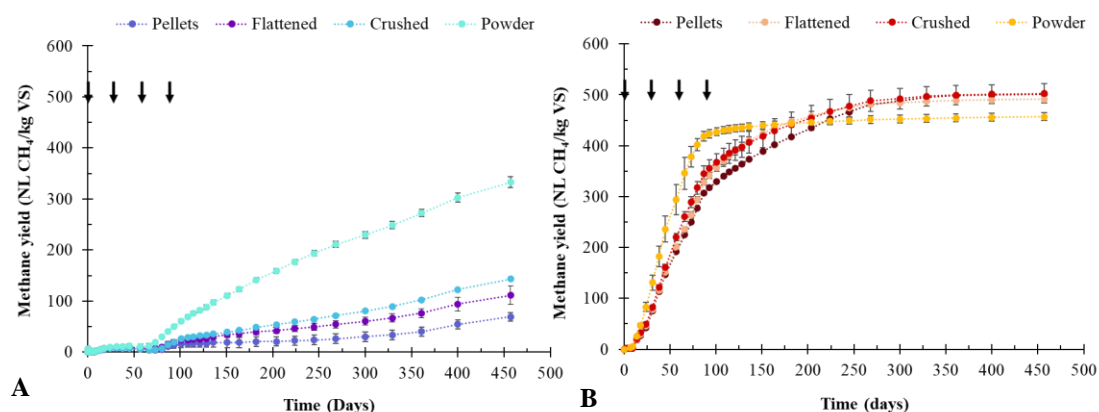 Pellets Flattened Crushed Powder
600
500
400
300
200
100
0
Methane yield (NL CH₄/kg VS)
0 50 100 150 200 250 300 350 400 450 500
Time (Days)
A
Pellets Flattened Crushed Powder
600
500
400
300
200
100
0
Methane yield (NL CH₄/kg VS)
0 50 100 150 200 250 300 350 400 450 500
Time (days)
B